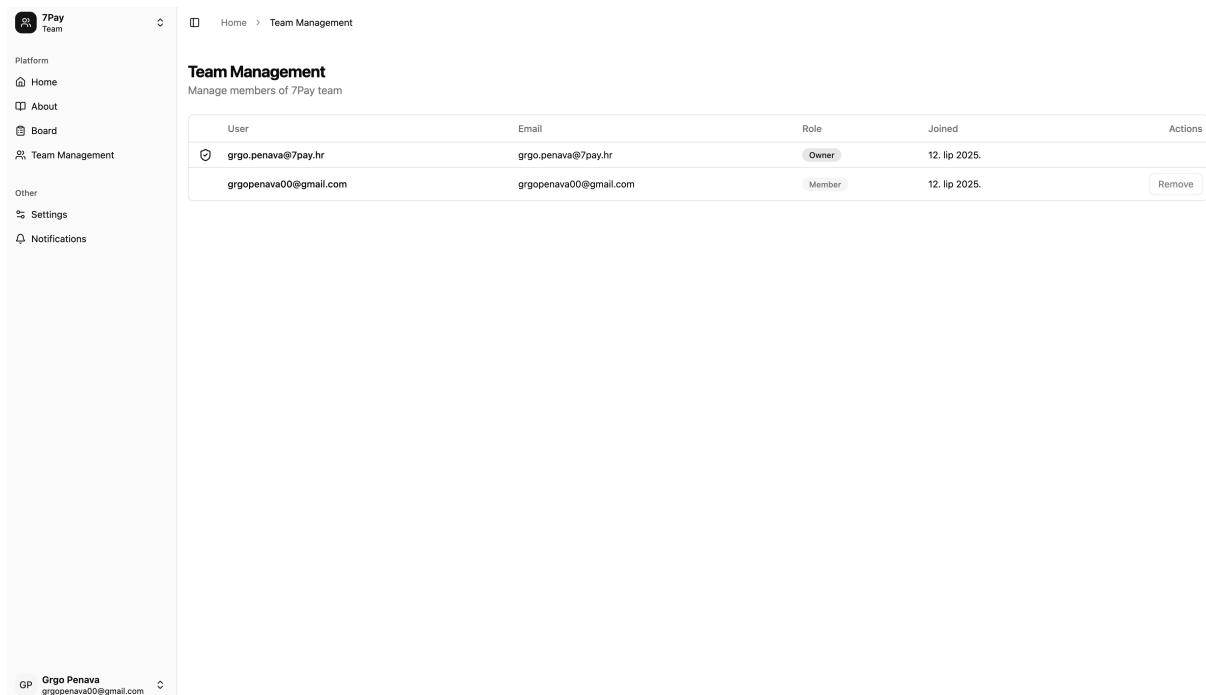 7Pay
Team
Home > Team Management
Platform
Home
About
Board
Team Management
Other
Settings
Notifications
Team Management
Manage members of 7Pay team
User Email Role Joined Actions
grgo.penava@7pay.hr grgo.penava@7pay.hr Owner 12. lip 2025.
grgopenava00@gmail.com grgopenava00@gmail.com Member 12. lip 2025. Remove
GP
Grgo Penava
grgopenava00@gmail.com